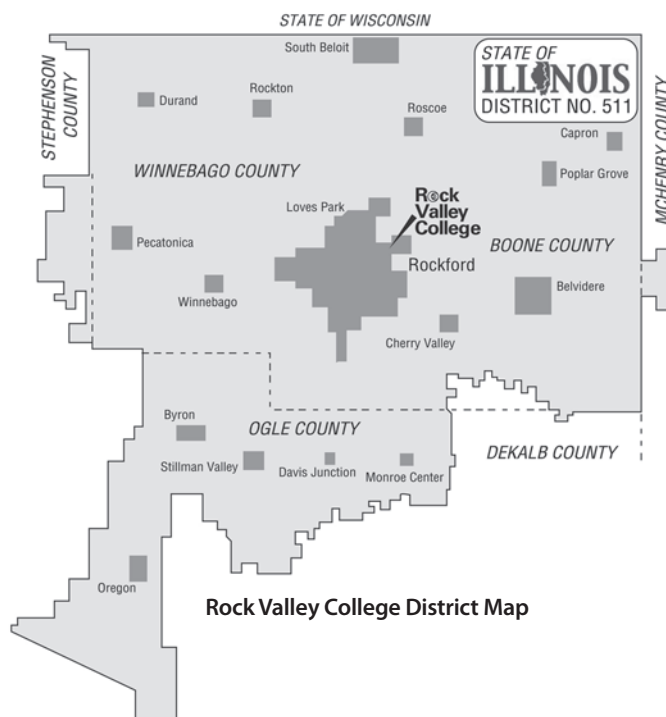 STATE OF WISCONSIN
South Beloit
STATE OF
ILLINOIS
DISTRICT NO. 511
STEPHENSON
COUNTY
MCHENRY COUNTY
Durand
Rockton
Roscoe
Capron
WINNEBAGO COUNTY
Poplar Grove
Loves Park
Rock
Valley
College
Pecatonica
BOONE COUNTY
Rockford
Winnebago
Belvidere
Cherry Valley
Byron
OGLE COUNTY
Stillman Valley
Davis Junction
Monroe Center
DEKALB COUNTY
Oregon
Rock Valley College District Map